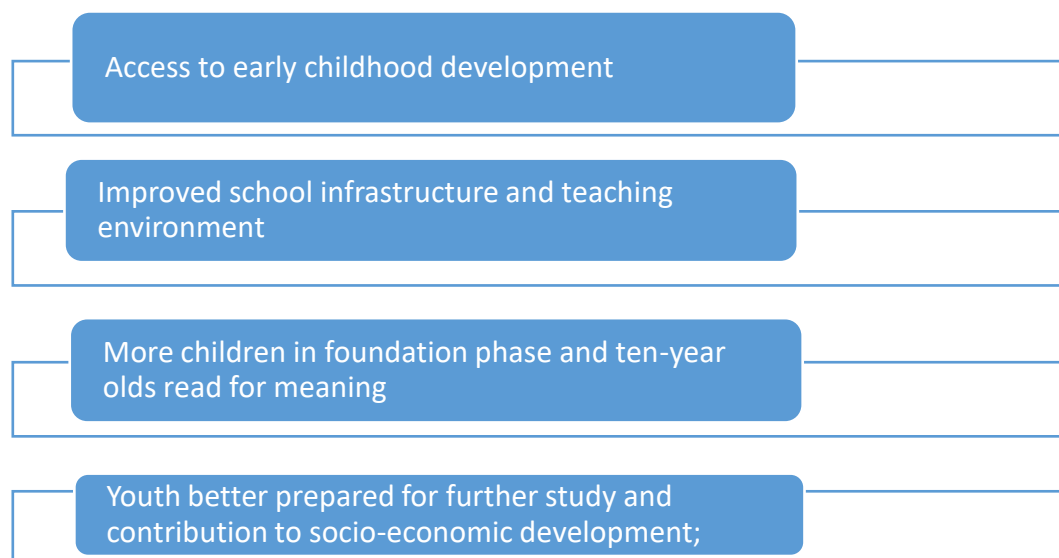 Access to early childhood development
Improved school infrastructure and teaching
environment
More children in foundation phase and ten-year
olds read for meaning
Youth better prepared for further study and
contribution to socio-economic development;